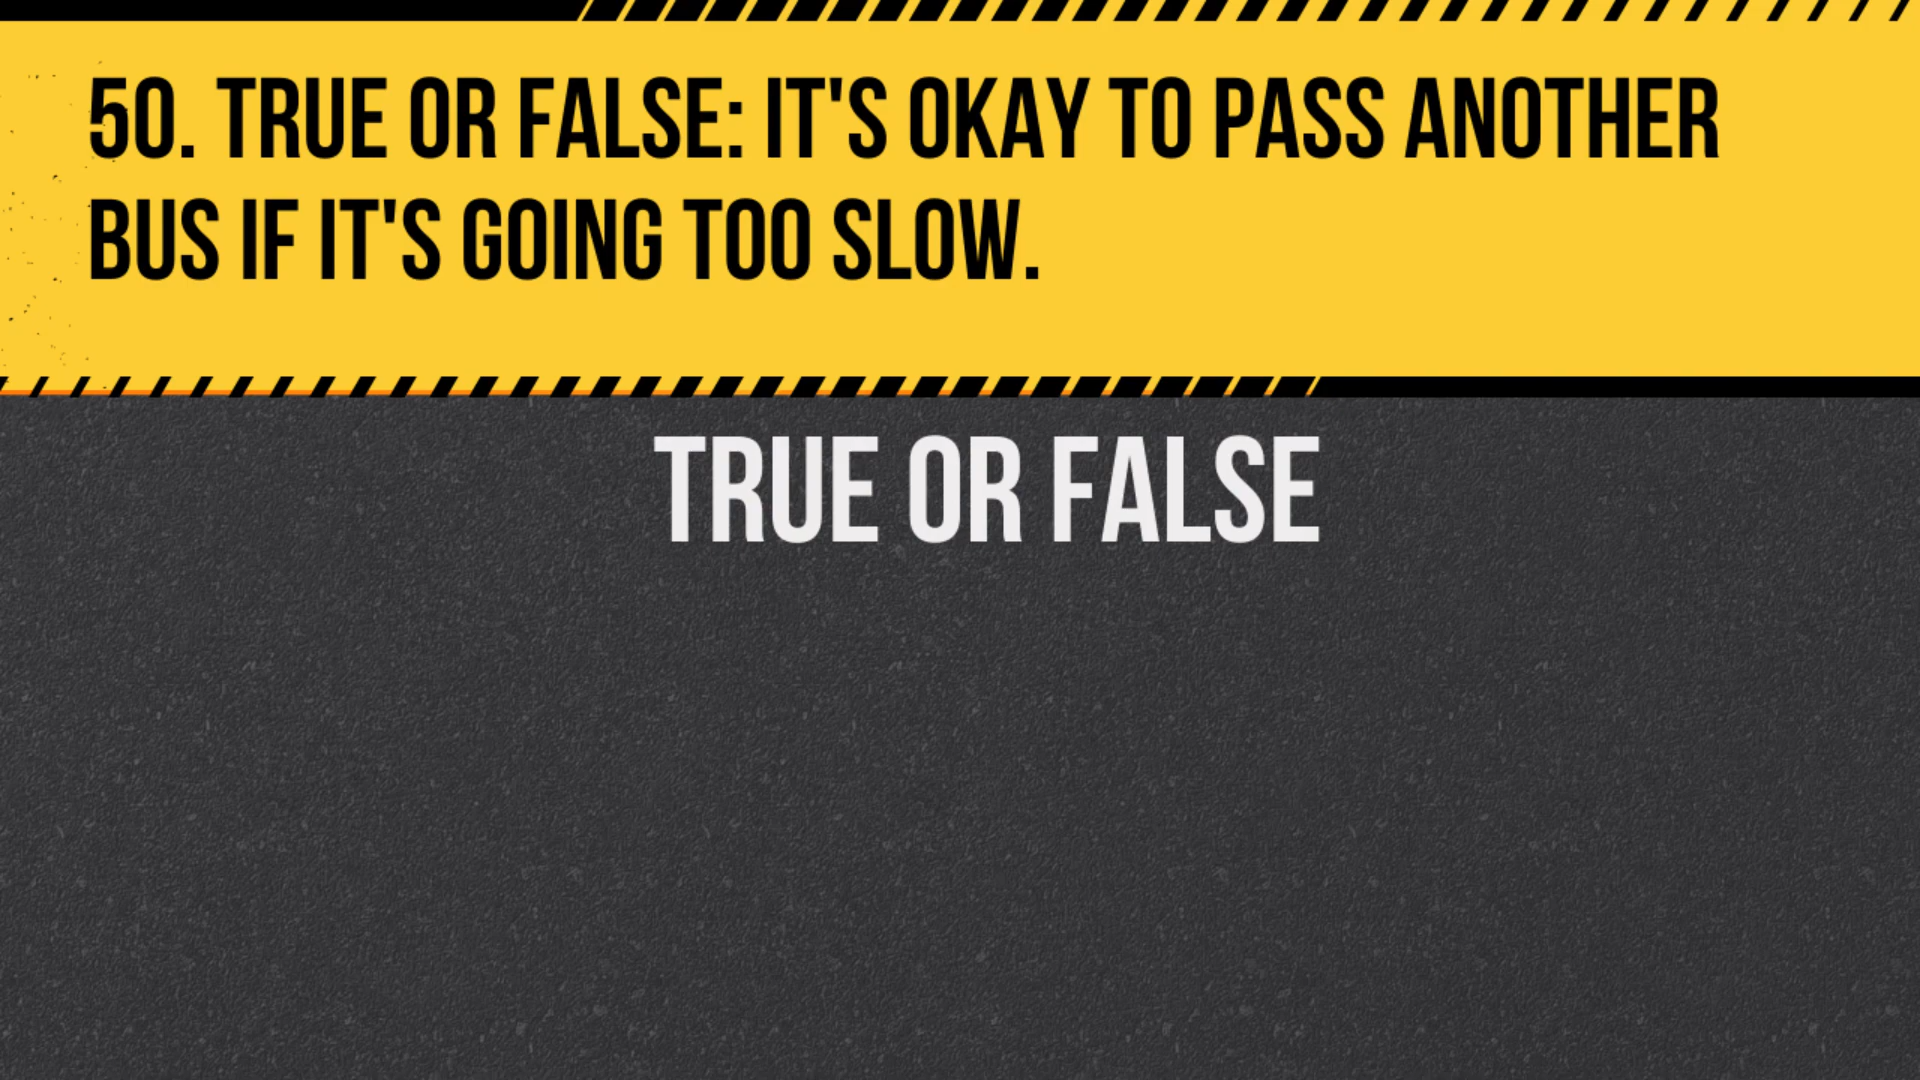 50. TRUE OR FALSE: IT'S OKAY TO PASS ANOTHER
BUS IF IT'S GOING TOO SLOW.
TRUE OR FALSE